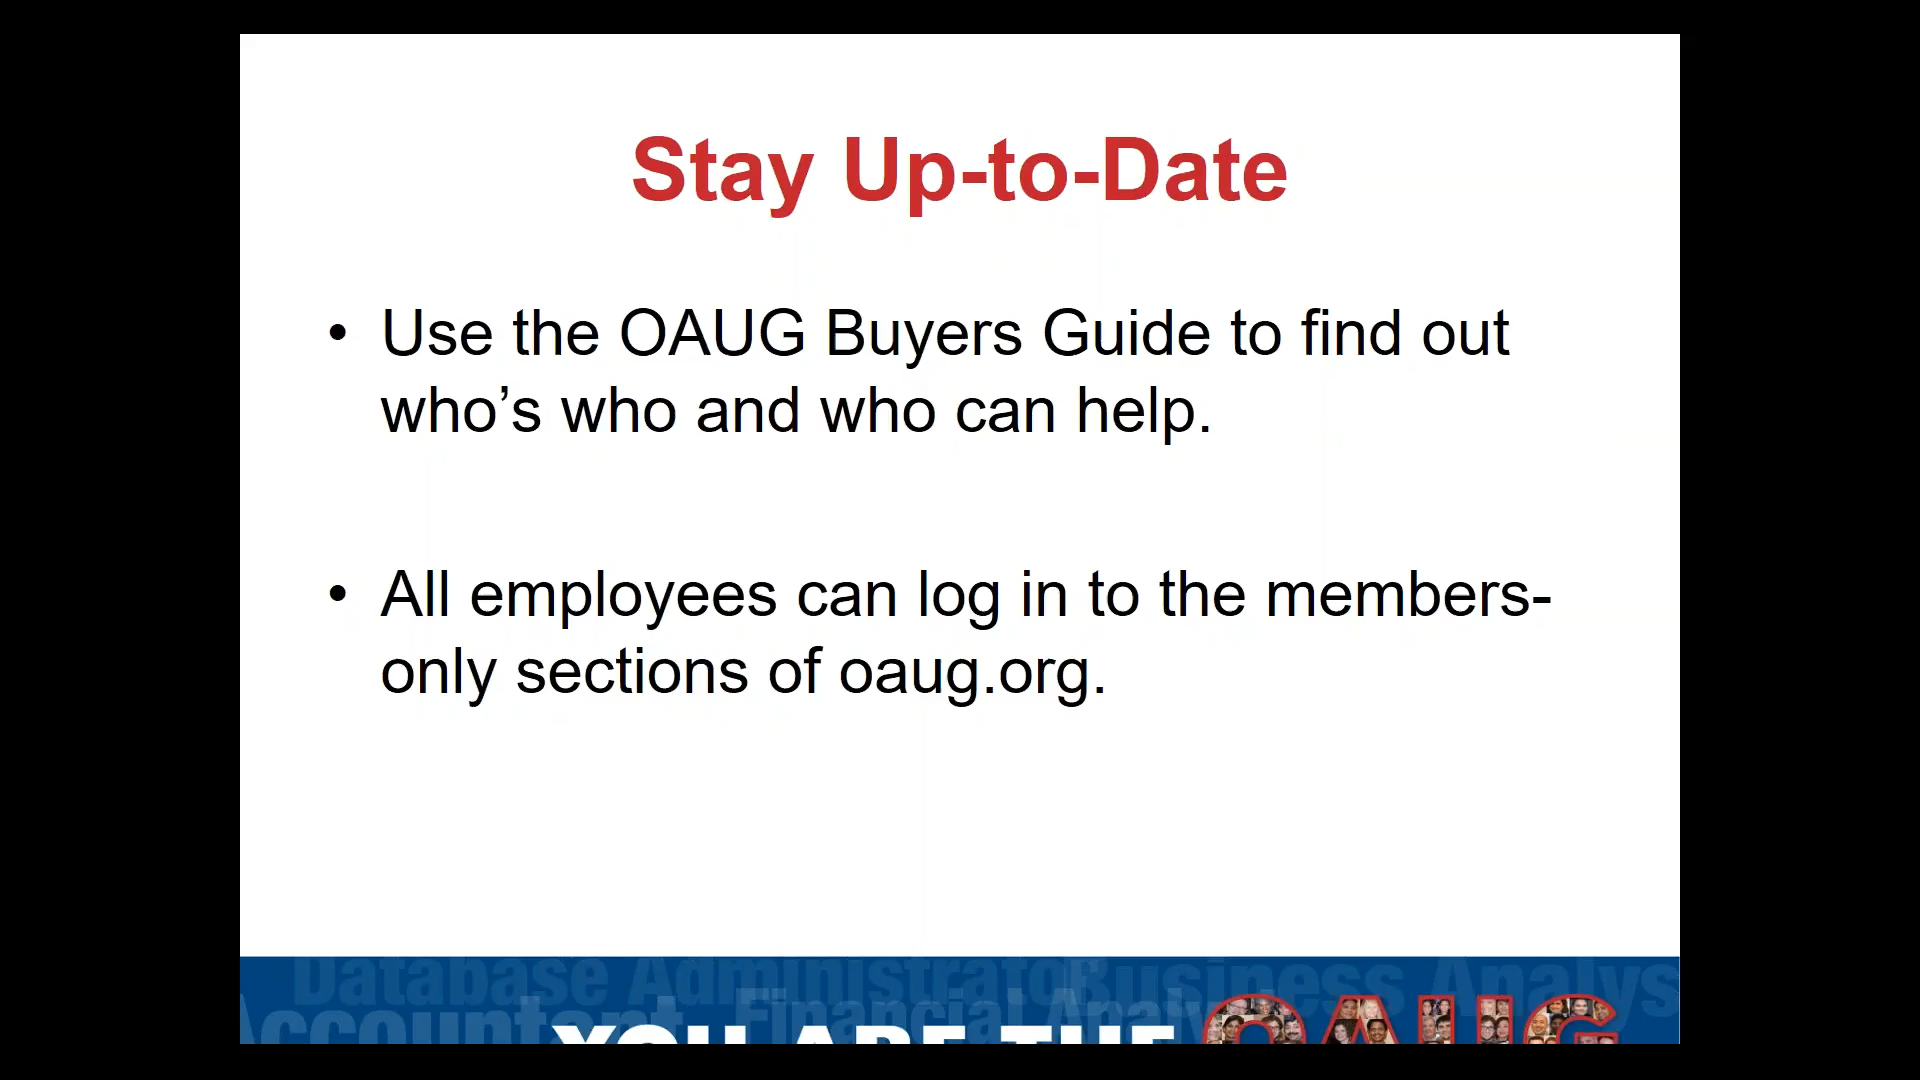 Stay Up-to-Date
• Use the OAUG Buyers Guide to find out
who’s who and who can help.
• All employees can log in to the members-
only sections of oaug.org.
Database Administrator Business Analys
Accountant Financial Analyst
YOU ARE THE OAUG